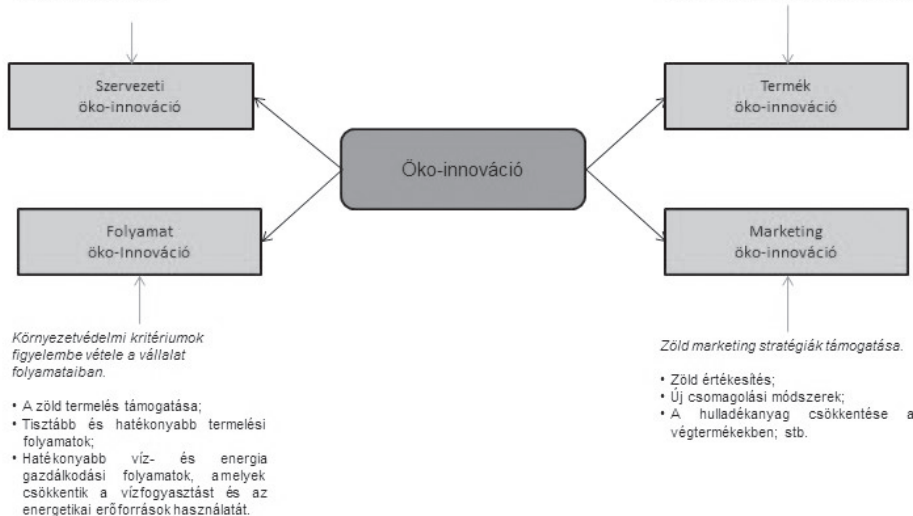 Szervezeti
öko-innováció
Termék
öko-innováció
Öko-innováció
Folyamat
öko-Innováció
Marketing
öko-innováció
Környezetvédelmi kritériumok
figyelembe vétele a vállalat
folyamataiban.
• A zöld termelés támogatása;
• Tisztább és hatékonyabb termelési
folyamatok;
• Hatékonyabb víz- és energia
gazdálkodási folyamatok, amelyek
csökkentik a vízfogyasztást és az
energetikai erőforrások használatát.
Zöld marketing stratégiák támogatása.
• Zöld értékesítés;
• Új csomagolási módszerek;
• A hulladékanyag csökkentése a
végtermékekben; stb.